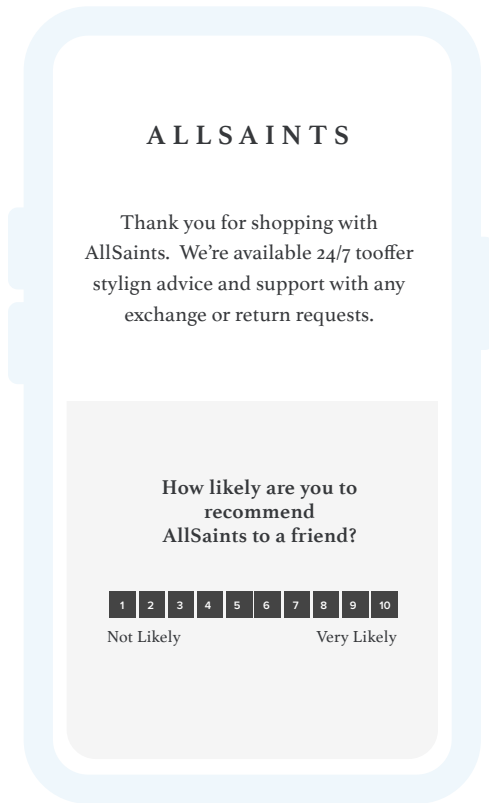 ALLSAINTS
Thank you for shopping with
AllSaints.  We're available 24/7 tooffer
stylign advice and support with any
exchange or return requests.
How likely are you to
recommend
AllSaints to a friend?
1 2 3 4 5 6 7 8 9 10
Not Likely Very Likely